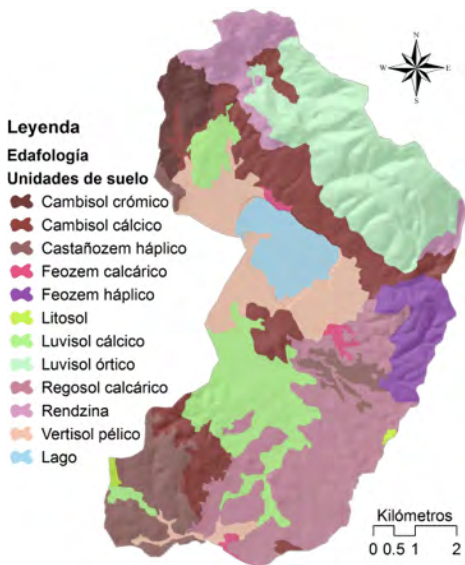 N
W E
S
Leyenda
Edafología
Unidades de suelo
Cambisol crómico
Cambisol cálcico
Castañozem háplico
Feozem calcárico
Feozem háplico
Litosol
Luvisol cálcico
Luvisol órtico
Regosol calcárico
Rendzina
Vertisol pélico
Lago
Kilómetros
0 0.5 1 2